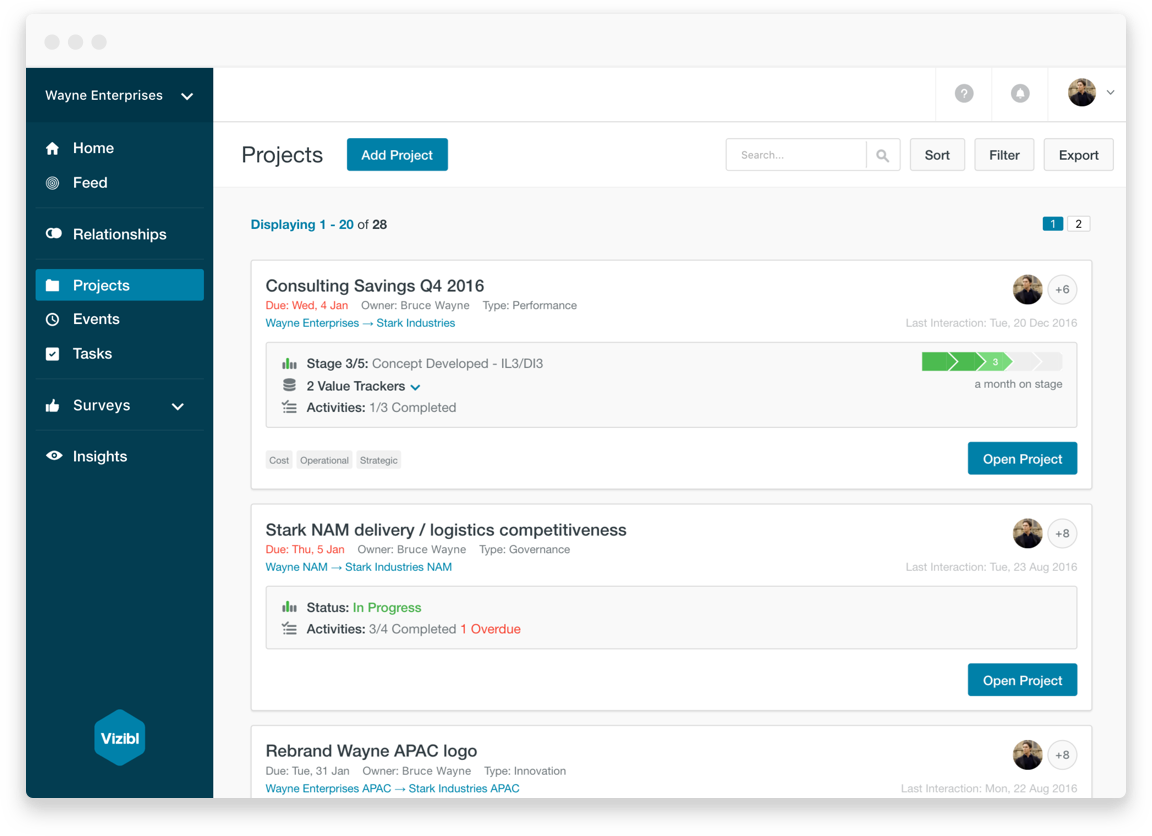 Wayne Enterprises
?
Home
Feed
Relationships
Projects
Events
Tasks
Surveys
Insights
Vizibl
Projects
Add Project
Search...
Sort
Filter
Export
Displaying 1 - 20 of 28
1 2
Consulting Savings Q4 2016
+6
Due: Wed, 4 Jan Owner: Bruce Wayne Type: Performance
Wayne Enterprises → Stark Industries
Last Interaction: Tue, 20 Dec 2016
Stage 3/5: Concept Developed - IL3/DI3
3
a month on stage
2 Value Trackers
Activities: 1/3 Completed
Cost Operational Strategic
Open Project
Stark NAM delivery / logistics competitiveness
+8
Due: Thu, 5 Jan Owner: Bruce Wayne Type: Governance
Wayne NAM → Stark Industries NAM
Last Interaction: Tue, 23 Aug 2016
Status: In Progress
Activities: 3/4 Completed 1 Overdue
Open Project
Rebrand Wayne APAC logo
+8
Due: Tue, 31 Jan Owner: Bruce Wayne Type: Innovation
Wayne Enterprises APAC → Stark Industries APAC
Last Interaction: Mon, 22 Aug 2016